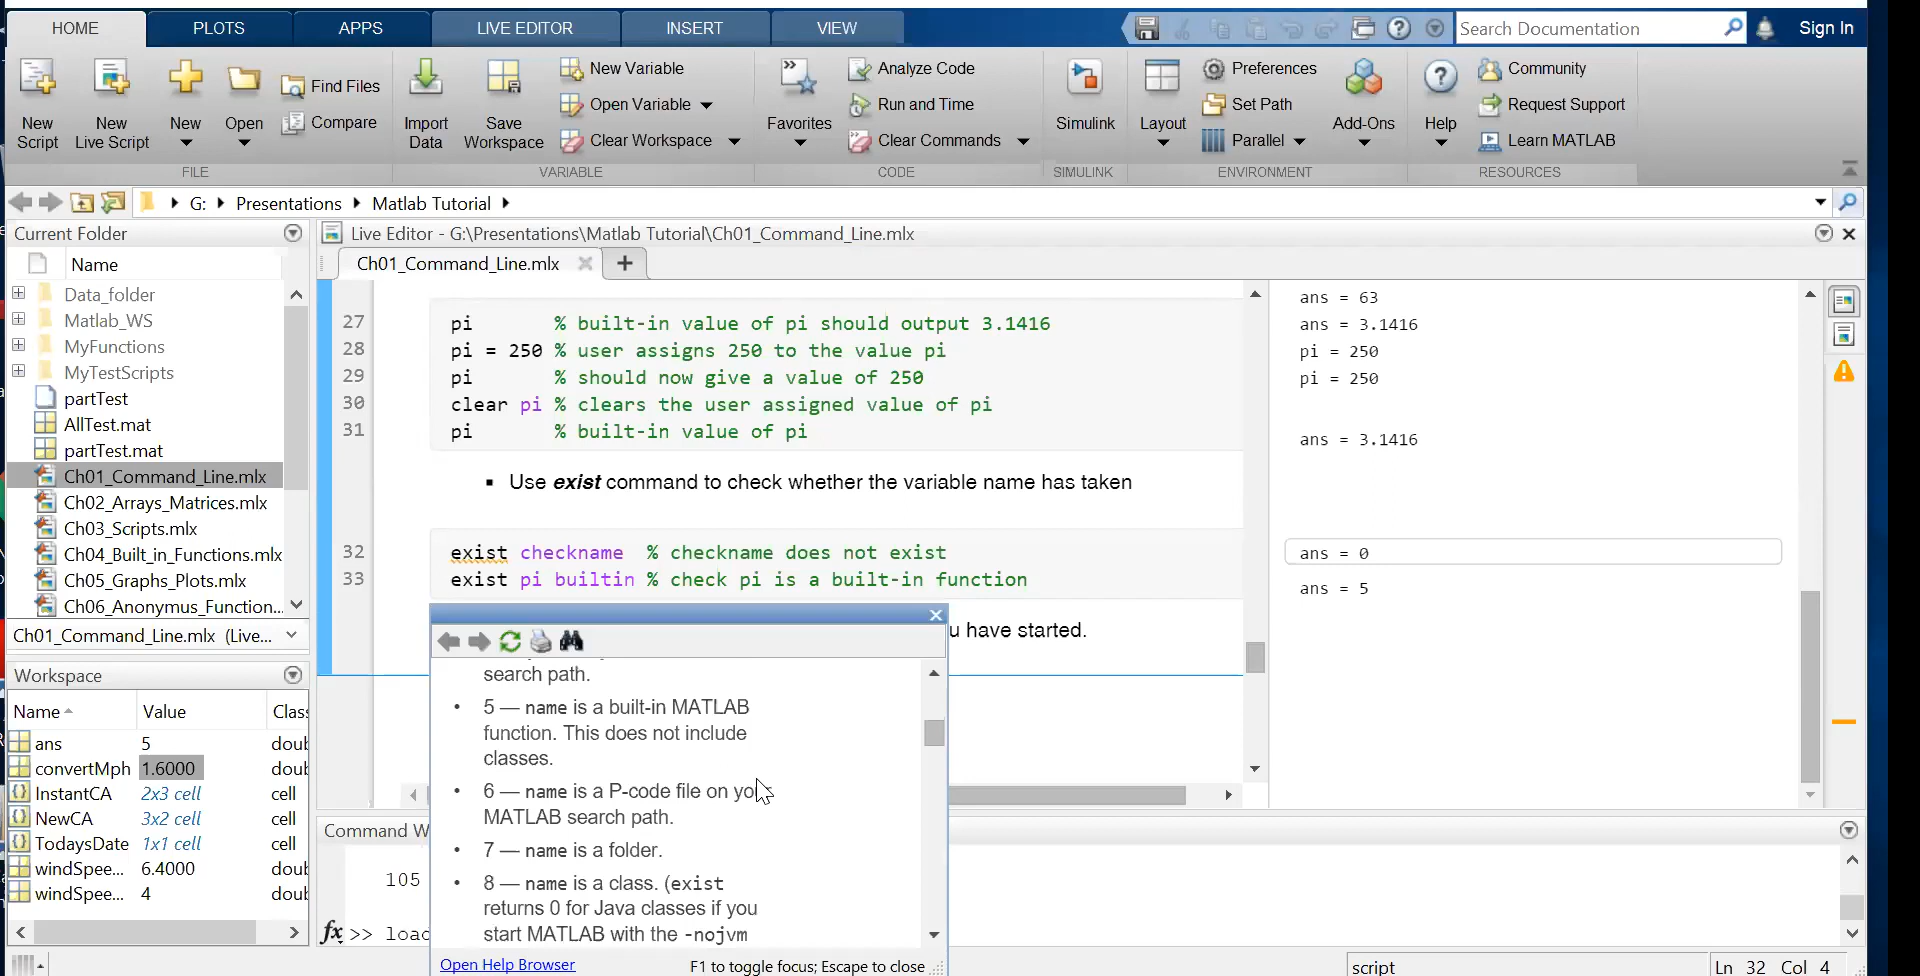 HOME PLOTS APPS LIVE EDITOR INSERT VIEW Search Documentation Sign In
New Script
New Live Script
New
Open
Find Files
Compare
FILE
Import Data
Save Workspace
New Variable
Open Variable
Clear Workspace
VARIABLE
Favorites
Analyze Code
Run and Time
Clear Commands
CODE
Simulink
SIMULINK
Layout
Preferences
Set Path
Parallel
Add-Ons
ENVIRONMENT
Help
Community
Request Support
Learn MATLAB
RESOURCES
G: Presentations Matlab Tutorial
Current Folder
Name
Data_folder
Matlab_WS
MyFunctions
MyTestScripts
partTest
AllTest.mat
partTest.mat
Ch01_Command_Line.mlx
Ch02_Arrays_Matrices.mlx
Ch03_Scripts.mlx
Ch04_Built_in_Functions.mlx
Ch05_Graphs_Plots.mlx
Ch06_Anonymus_Function...
Ch01_Command_Line.mlx (Live...
Workspace
Name Value Clas
ans 5 doub
convertMph 1.6000 doub
InstantCA 2x3 cell cell
NewCA 3x2 cell cell
TodaysDate 1x1 cell cell
windSpee... 6.4000 doub
windSpee... 4 doub
Live Editor - G:\Presentations\Matlab Tutorial\Ch01_Command_Line.mlx
Ch01_Command_Line.mlx
27 pi % built-in value of pi should output 3.1416
28 pi = 250 % user assigns 250 to the value pi
29 pi % should now give a value of 250
30 clear pi % clears the user assigned value of pi
31 pi % built-in value of pi
▪ Use exist command to check whether the variable name has taken
32 exist checkname % checkname does not exist
33 exist pi builtin % check pi is a built-in function
u have started.
ans = 63
ans = 3.1416
pi = 250
pi = 250
ans = 3.1416
ans = 0
ans = 5
search path.
• 5 — name is a built-in MATLAB
function. This does not include
classes.
• 6 — name is a P-code file on your
MATLAB search path.
• 7 — name is a folder.
• 8 — name is a class. (exist
returns 0 for Java classes if you
start MATLAB with the -nojvm
Open Help Browser F1 to toggle focus; Escape to close
Command W
105
fx >> load
script Ln 32 Col 4